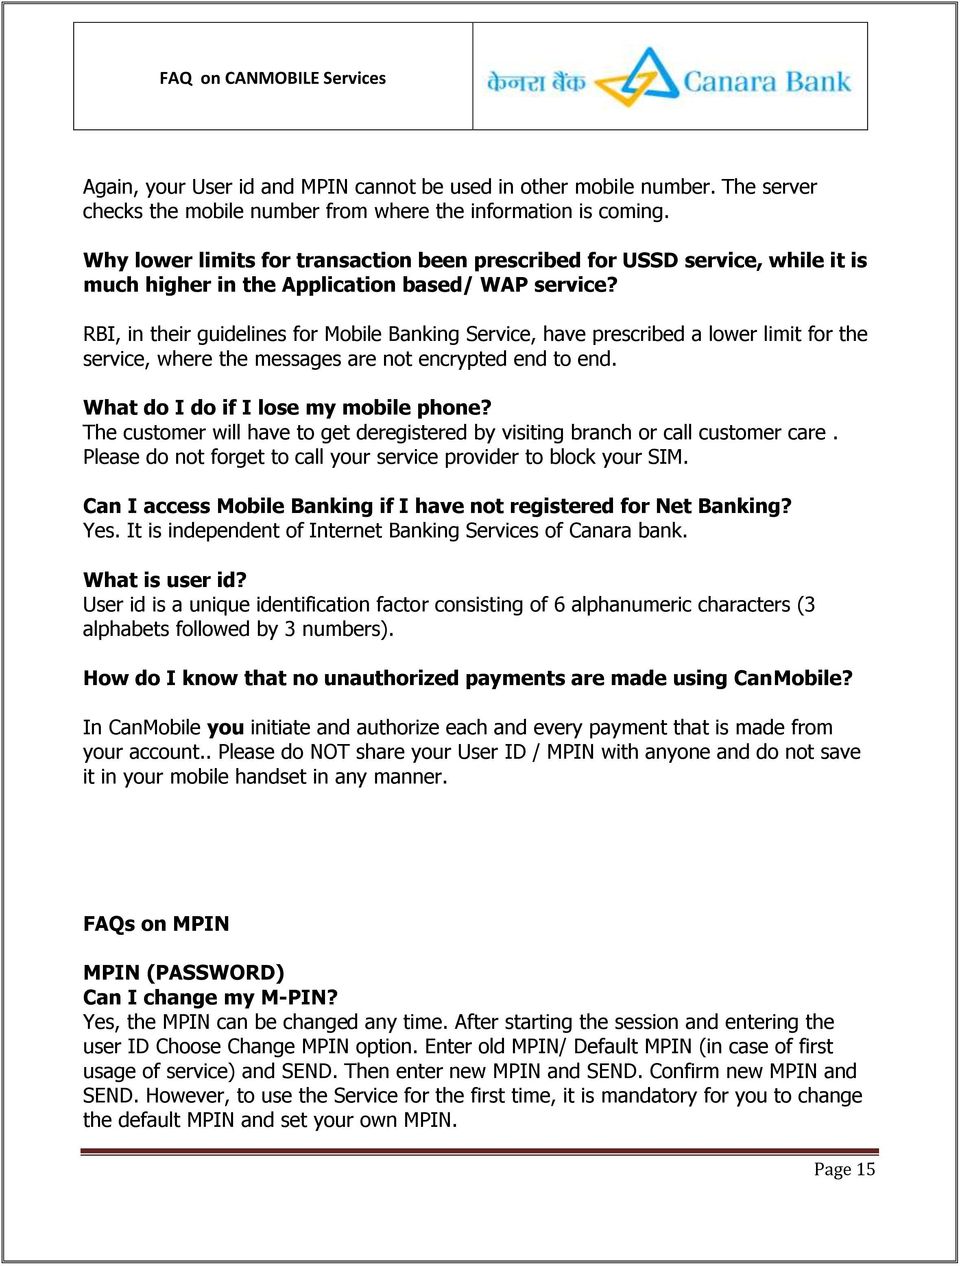 FAQ on CANMOBILE Services
केनरा बैंक Canara Bank
Again, your User id and MPIN cannot be used in other mobile number. The server
checks the mobile number from where the information is coming.
Why lower limits for transaction been prescribed for USSD service, while it is
much higher in the Application based/ WAP service?
RBI, in their guidelines for Mobile Banking Service, have prescribed a lower limit for the
service, where the messages are not encrypted end to end.
What do I do if I lose my mobile phone?
The customer will have to get deregistered by visiting branch or call customer care .
Please do not forget to call your service provider to block your SIM.
Can I access Mobile Banking if I have not registered for Net Banking?
Yes. It is independent of Internet Banking Services of Canara bank.
What is user id?
User id is a unique identification factor consisting of 6 alphanumeric characters (3
alphabets followed by 3 numbers).
How do I know that no unauthorized payments are made using CanMobile?
In CanMobile you initiate and authorize each and every payment that is made from
your account.. Please do NOT share your User ID / MPIN with anyone and do not save
it in your mobile handset in any manner.
FAQs on MPIN
MPIN (PASSWORD)
Can I change my M-PIN?
Yes, the MPIN can be changed any time. After starting the session and entering the
user ID Choose Change MPIN option. Enter old MPIN/ Default MPIN (in case of first
usage of service) and SEND. Then enter new MPIN and SEND. Confirm new MPIN and
SEND. However, to use the Service for the first time, it is mandatory for you to change
the default MPIN and set your own MPIN.
Page 15